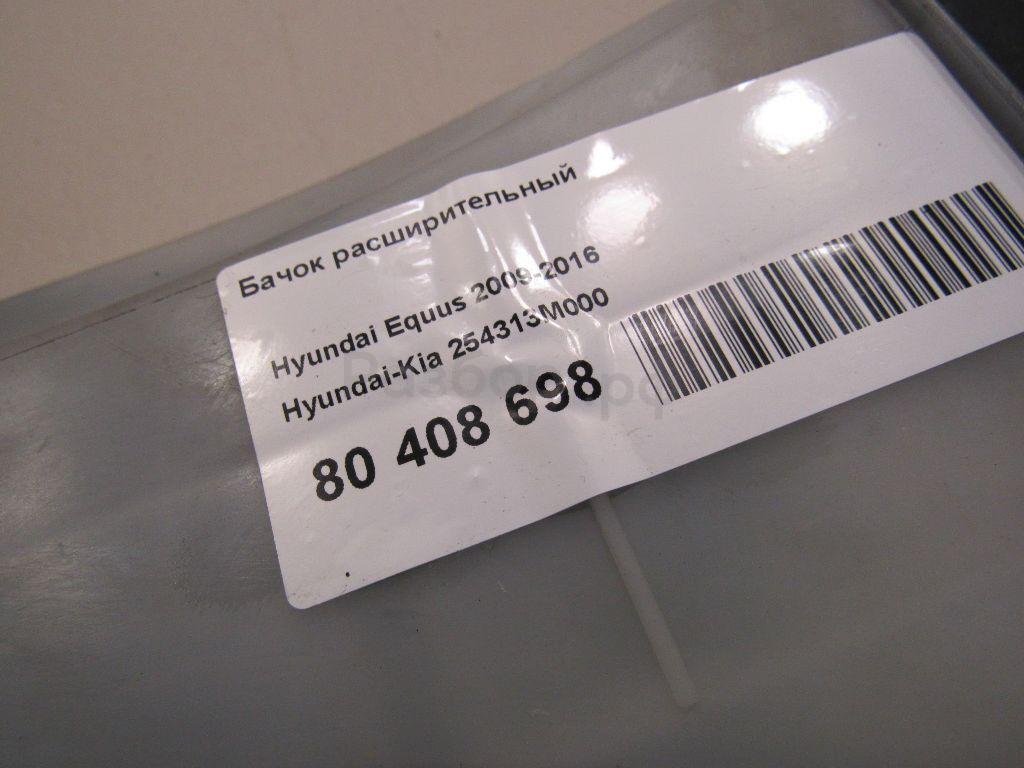 Бачок расширительный
Hyundai Equus 2009-2016
Hyundai-Kia 254313M000
80 408 698